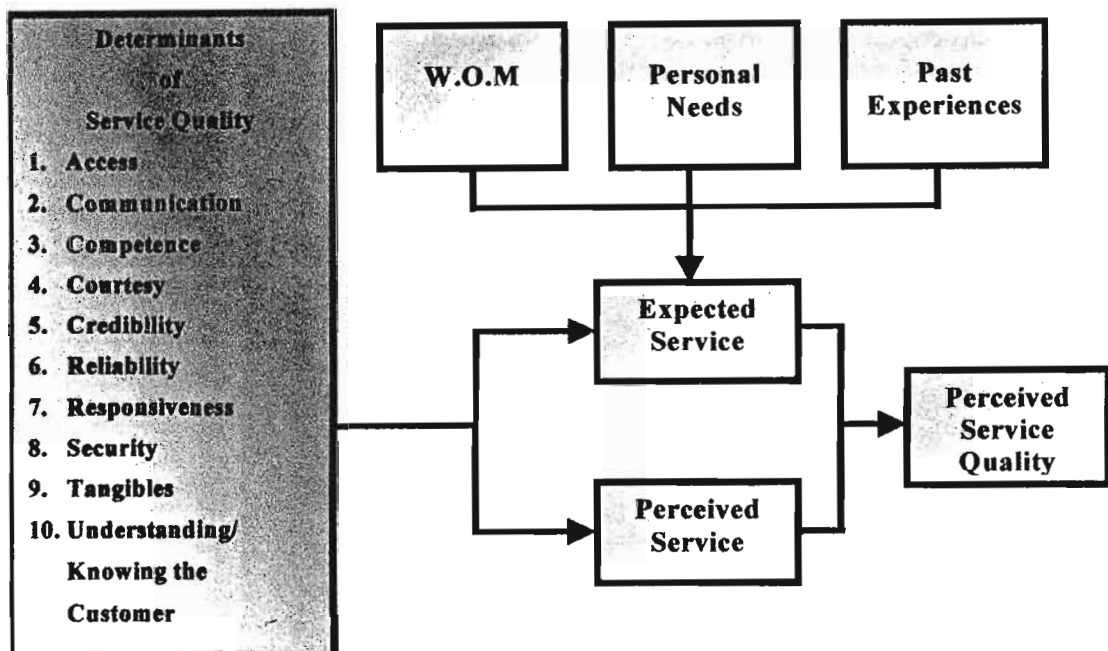 Determinants
of
Service Quality
1. Access
2. Communication
3. Competence
4. Courtesy
5. Credibility
6. Reliability
7. Responsiveness
8. Security
9. Tangibles
10. Understanding/
Knowing the
Customer
W.O.M
Personal
Needs
Past
Experiences
Expected
Service
Perceived
Service
Perceived
Service
Quality